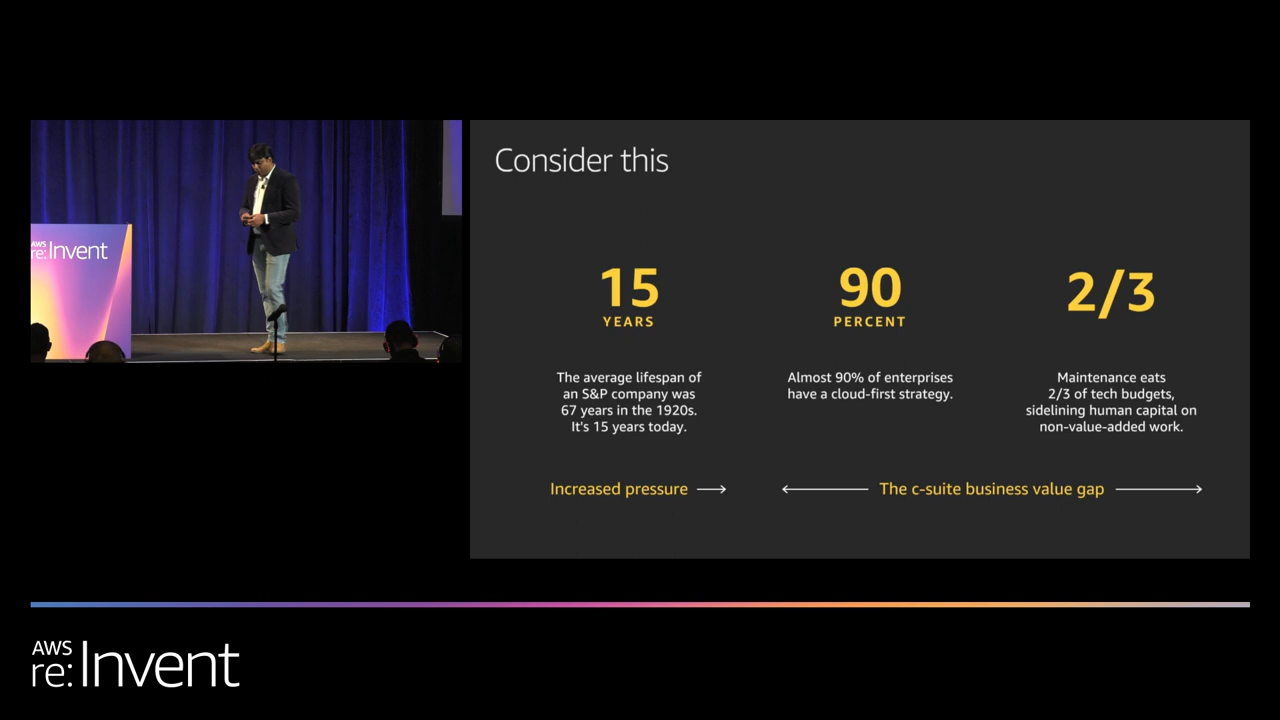 AWS
re:Invent
Consider this
15
YEARS
The average lifespan of
an S&P company was
67 years in the 1920s.
It's 15 years today.
90
PERCENT
Almost 90% of enterprises
have a cloud-first strategy.
2/3
Maintenance eats
2/3 of tech budgets,
sidelining human capital on
non-value-added work.
Increased pressure
The c-suite business value gap
AWS
re:Invent